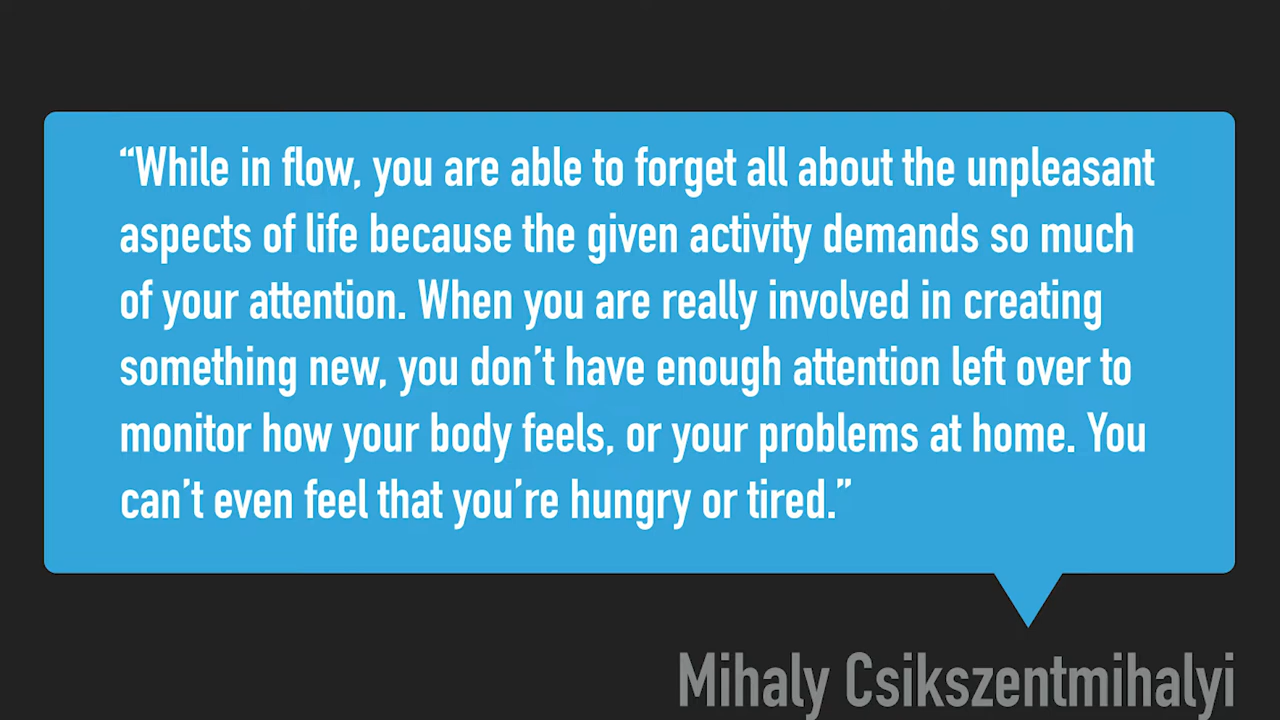 “While in flow, you are able to forget all about the unpleasant
aspects of life because the given activity demands so much
of your attention. When you are really involved in creating
something new, you don’t have enough attention left over to
monitor how your body feels, or your problems at home. You
can’t even feel that you’re hungry or tired.”
Mihaly Csikszentmihalyi